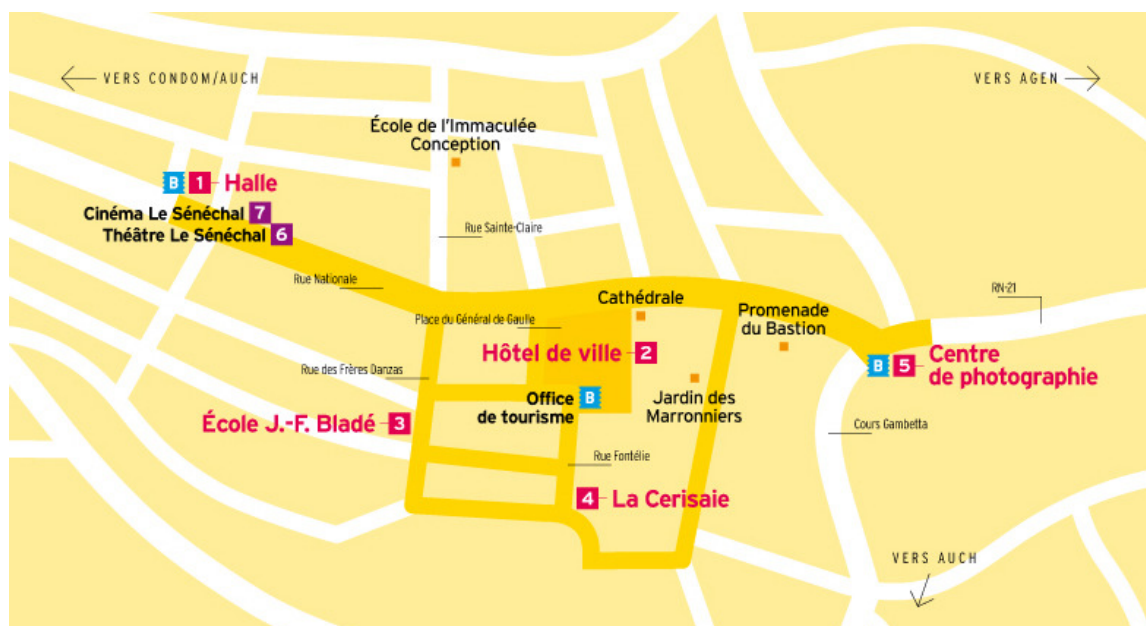 VERS CONDOM/AUCH
VERS AGEN
École de l'Immaculée
Conception
B 1 Halle
Cinéma Le Sénéchal 7
Théâtre Le Sénéchal 6
Rue Sainte-Claire
Rue Nationale
RN-21
Cathédrale
Promenade
du Bastion
Place du Général de Gaulle
Hôtel de ville 2
B 5 Centre
de photographie
Rue des Frères Danzas
Office B
de tourisme
Jardin des
Marronniers
École J.-F. Bladé 3
Cours Gambetta
Rue Fontélie
4 La Cerisaie
VERS AUCH